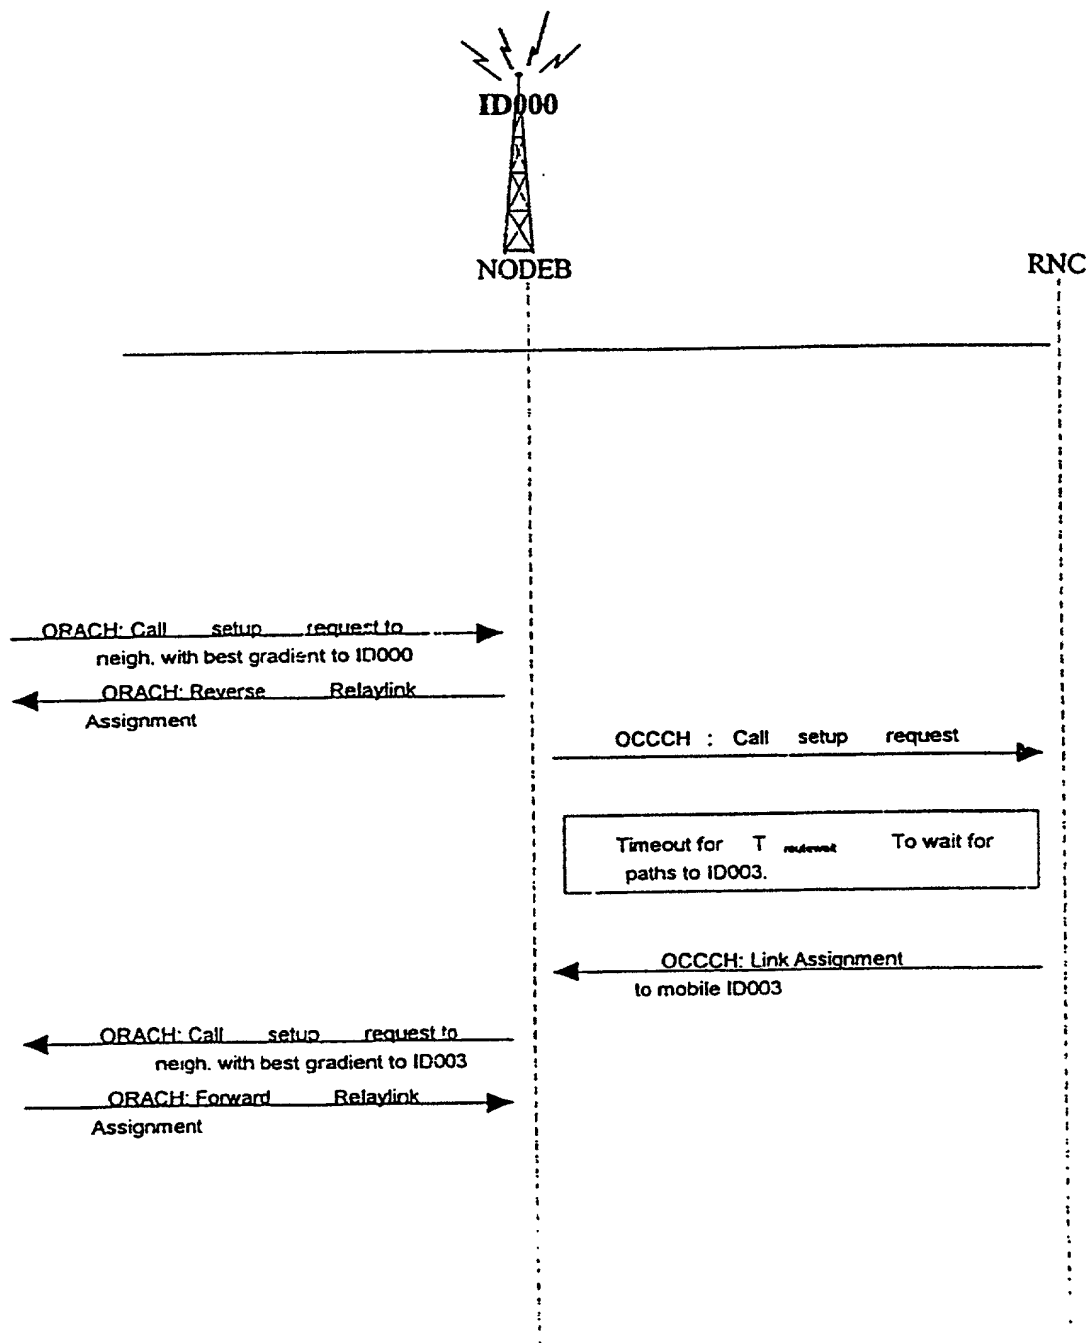 ID000
NODEB
RNC
ORACH: Call setup request to
neigh. with best gradient to ID000
ORACH: Reverse Relaylink
Assignment
OCCCH : Call setup request
Timeout for T To wait for
paths to ID003.
OCCCH: Link Assignment
to mobile ID003
ORACH: Call setup request to
neigh. with best gradient to ID003
ORACH: Forward Relaylink
Assignment